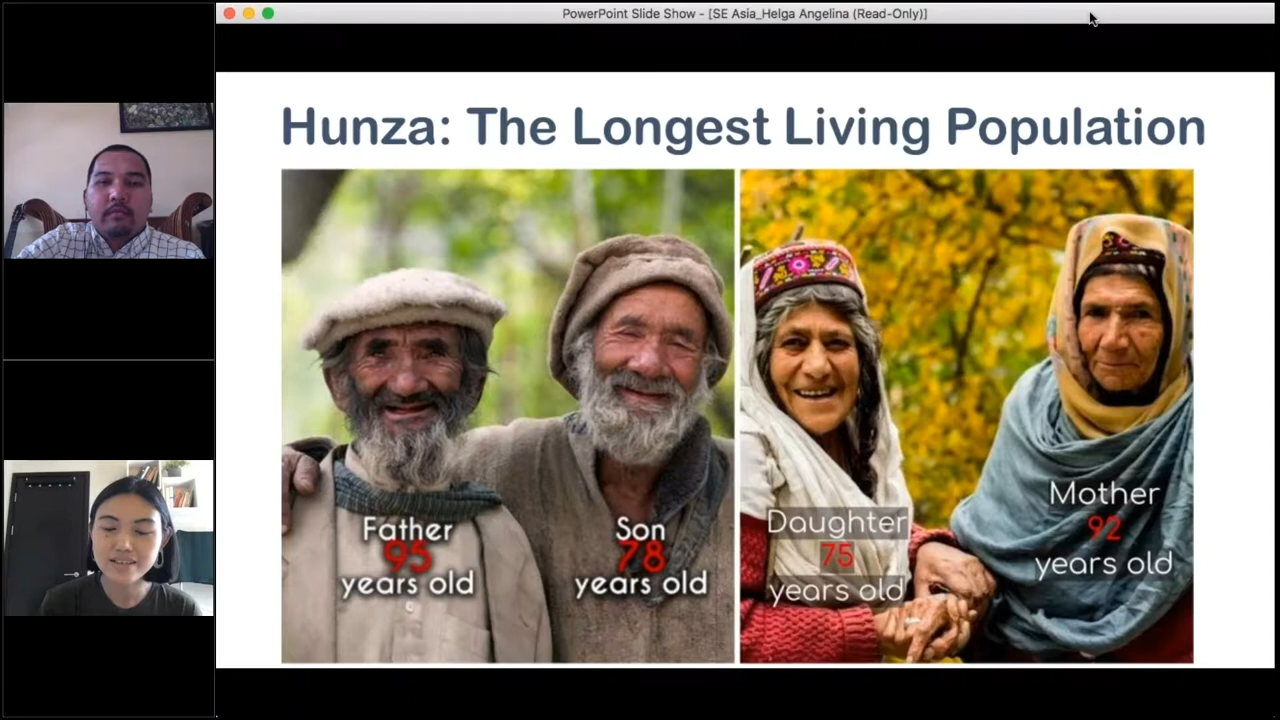 PowerPoint Slide Show - [SE Asia_Helga Angelina (Read-Only)]
Hunza: The Longest Living Population
Father
95
years old
Son
78
years old
Daughter
75
years old
Mother
92
years old